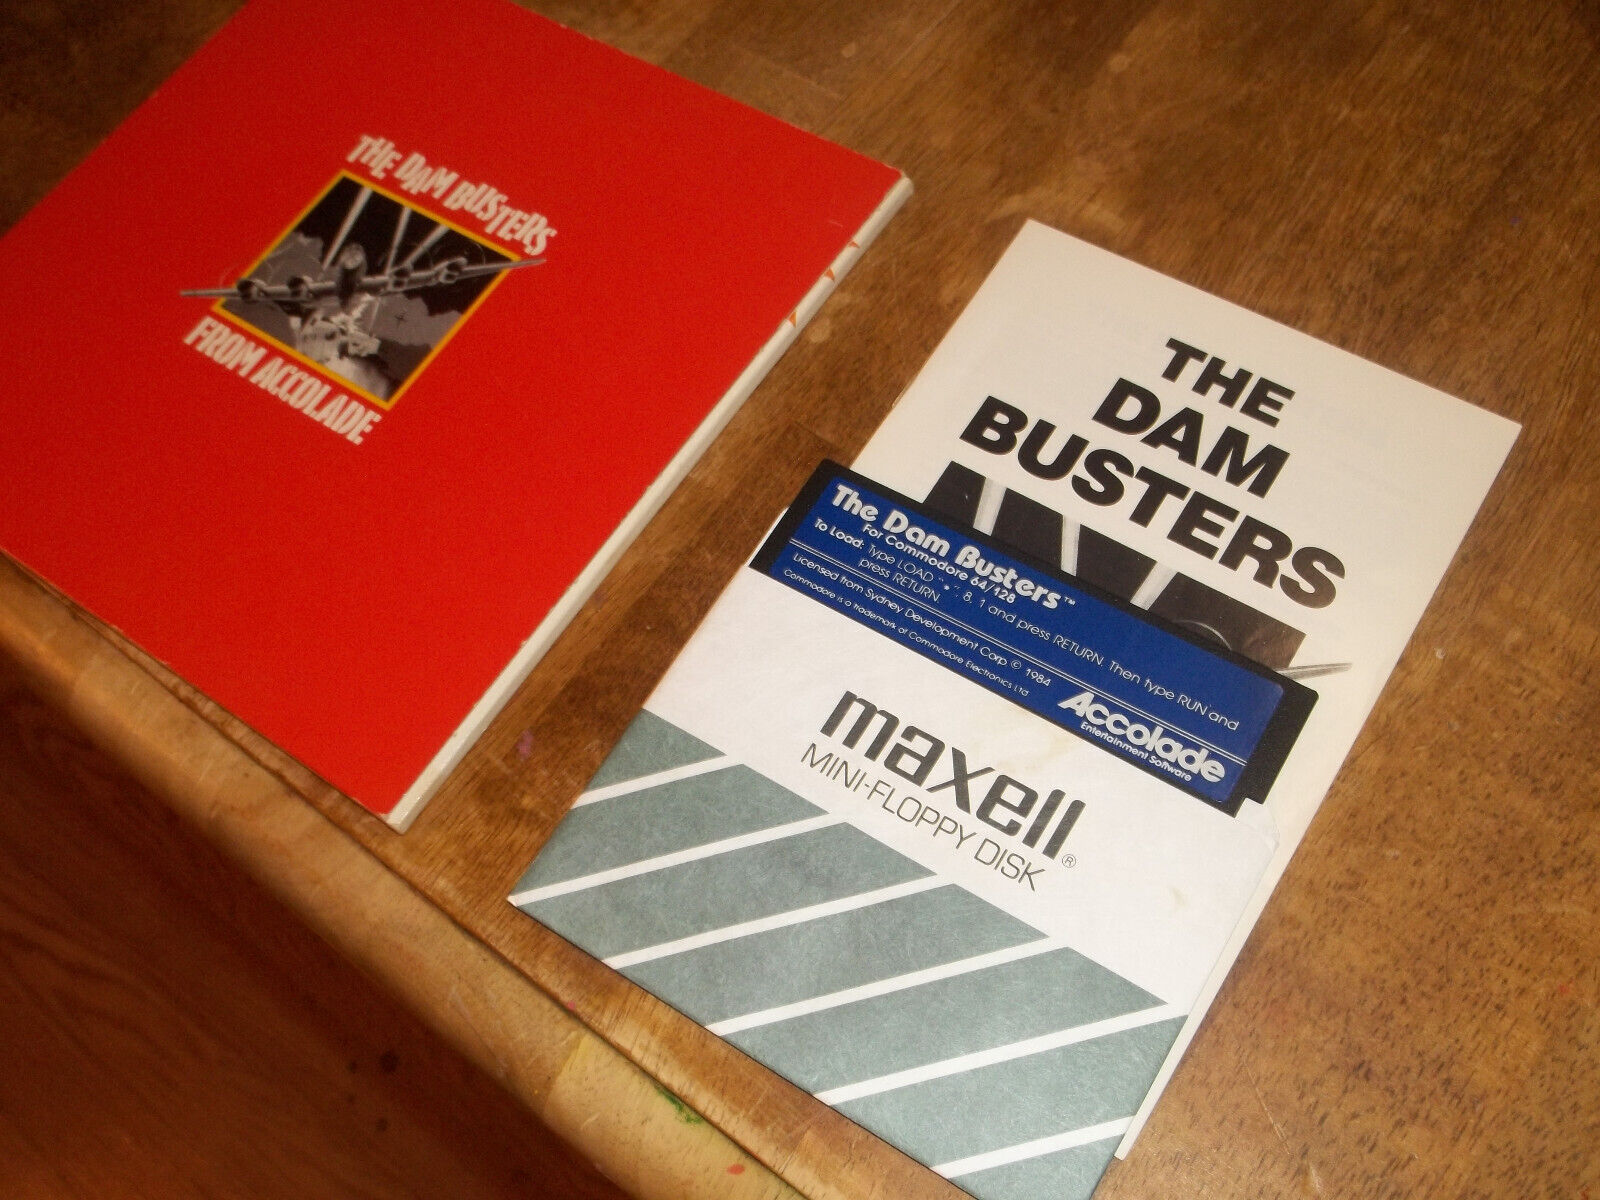 THE DAM BUSTERS
FROM ACCOLADE
THE
DAM
BUSTERS
The Dam Busters™
For Commodore 64/128
To Load: Type LOAD "*", 8, 1 and press RETURN. Then type RUN and
press RETURN.
Licensed from Sydney Development Corp. © 1984
Commodore is a trademark of Commodore Electronics Ltd
Accolade
Entertainment Software
maxell®
MINI-FLOPPY DISK